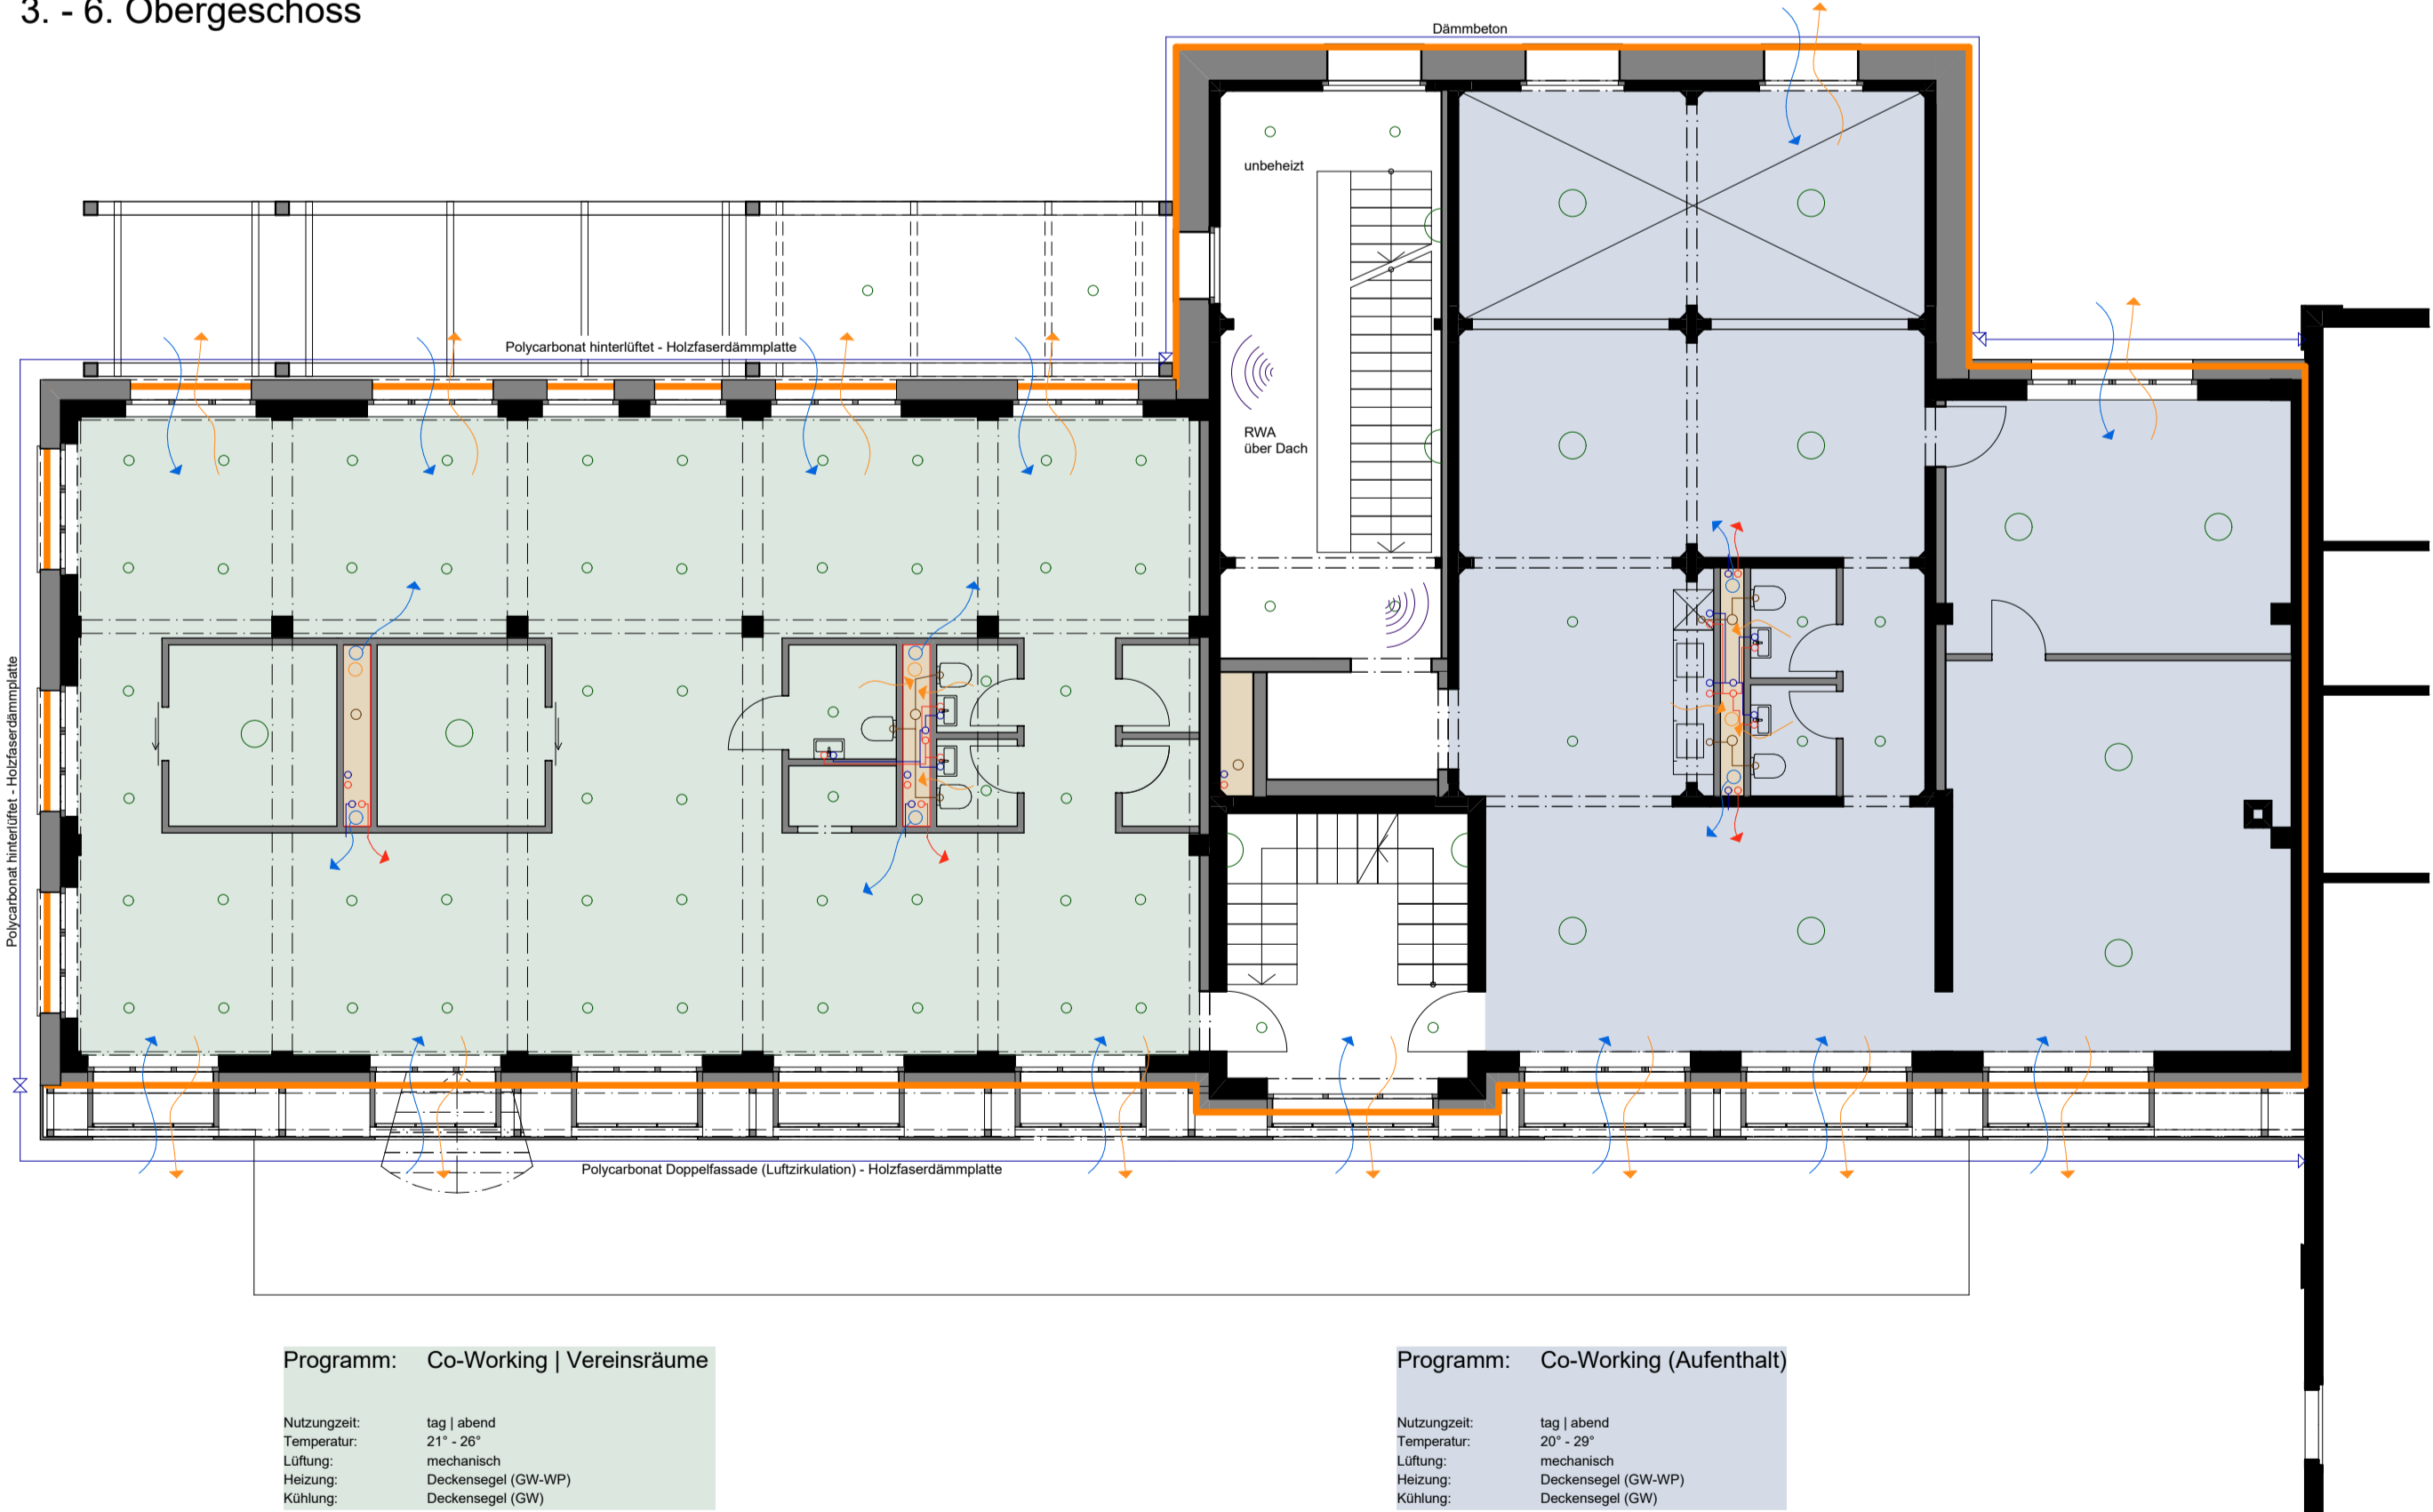 3. - 6. Obergeschoss
Dämmbeton
unbeheizt
Polycarbonat hinterlüftet - Holzfaserdämmplatte
RWA
über Dach
Polycarbonat hinterlüftet - Holzfaserdämmplatte
Polycarbonat Doppelfassade (Luftzirkulation) - Holzfaserdämmplatte
Programm: Co-Working | Vereinsräume
Nutzungzeit: tag | abend
Temperatur: 21° - 26°
Lüftung: mechanisch
Heizung: Deckensegel (GW-WP)
Kühlung: Deckensegel (GW)
Programm: Co-Working (Aufenthalt)
Nutzungzeit: tag | abend
Temperatur: 20° - 29°
Lüftung: mechanisch
Heizung: Deckensegel (GW-WP)
Kühlung: Deckensegel (GW)